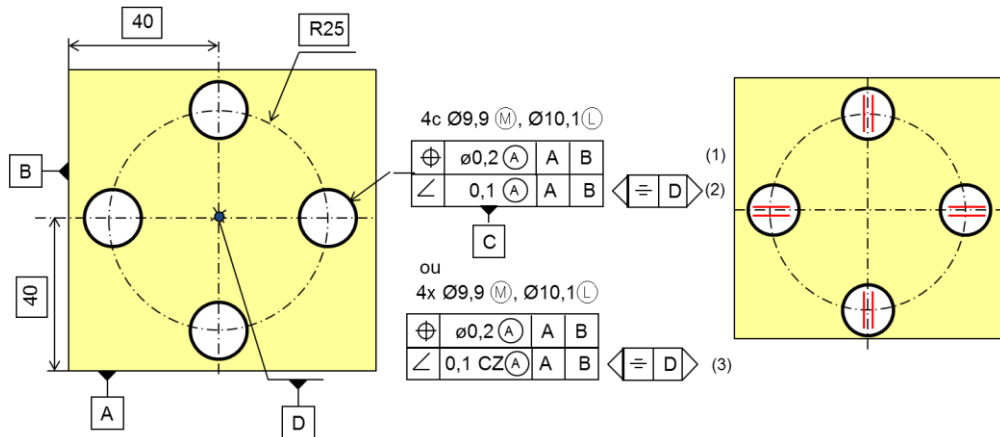 40
R25
4c Ø9,9 Ⓜ, Ø10,1 Ⓛ
⌖ ø0,2 Ⓐ A B (1)
B
∠ 0,1 Ⓐ A B ⌯ D (2)
C
ou
40
4x Ø9,9 Ⓜ, Ø10,1 Ⓛ
⌖ ø0,2 Ⓐ A B
∠ 0,1 CZ Ⓐ A B ⌯ D (3)
A
D